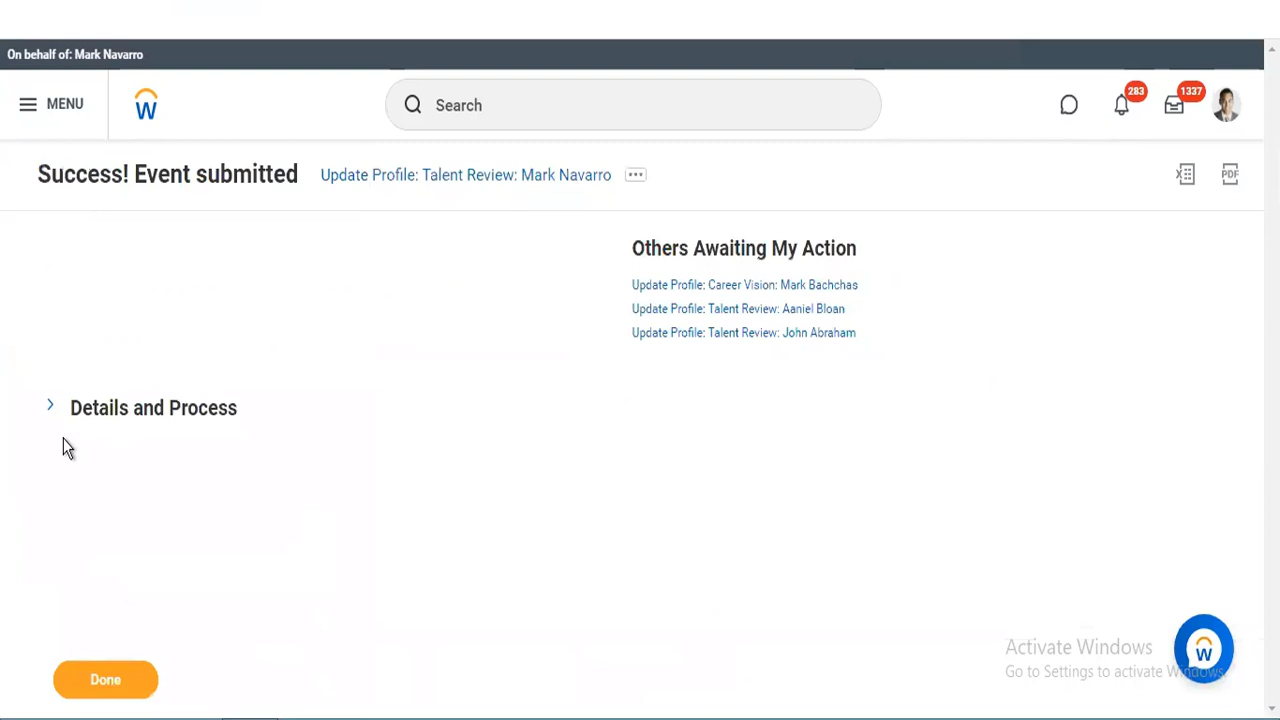 On behalf of: Mark Navarro
MENU
W
Search
283
1337
Success! Event submitted
Update Profile: Talent Review: Mark Navarro
X
PDF
Others Awaiting My Action
Update Profile: Career Vision: Mark Bachchas
Update Profile: Talent Review: Aaniel Bloan
Update Profile: Talent Review: John Abraham
Details and Process
Done
Activate Windows
Go to Settings to activate Windows.
W